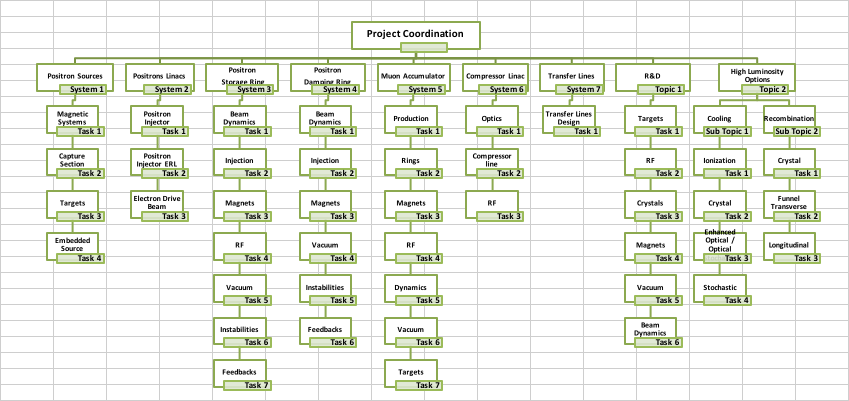 Project Coordination
Positron Sources
System 2
Positrons Linacs
System 2
Positron
Storage Ring
System 3
Positron
Damping Ring
System 4
Muon Accumulator
System 5
Compressor Linac
System 6
Transfer Lines
System 7
R&D
Topic 1
High Luminosity
Options
Topic 2
Magnetic
Systems
Task 1
Capture
Section
Task 2
Targets
Task 3
Embedded
Source
Task 4
Positron
Injector
Task 1
Positron
Injector ERL
Task 2
Electron Drive
Beam
Task 3
Beam
Dynamics
Task 1
Injection
Task 2
Magnets
Task 3
RF
Task 4
Vacuum
Task 5
Instabilities
Task 6
Feedbacks
Task 7
Beam
Dynamics
Task 1
Injection
Task 2
Magnets
Task 3
Vacuum
Task 4
Instabilities
Task 5
Feedbacks
Task 6
Production
Task 1
Rings
Task 2
Magnets
Task 3
RF
Task 4
Dynamics
Task 5
Vacuum
Task 6
Targets
Task 7
Optics
Task 1
Compressor
line
Task 2
RF
Task 3
Transfer Lines
Design
Task 1
Targets
Task 1
RF
Task 2
Crystals
Task 3
Magnets
Task 4
Vacuum
Task 5
Beam
Dynamics
Task 6
Cooling
Sub Topic 1
Ionization
Task 1
Crystal
Task 2
Enhanced
Optical /
Optical
Task 3
Stochastic
Task 4
Recombination
Sub Topic 2
Crystal
Task 1
Funnel
Transverse
Task 2
Longitudinal
Task 3